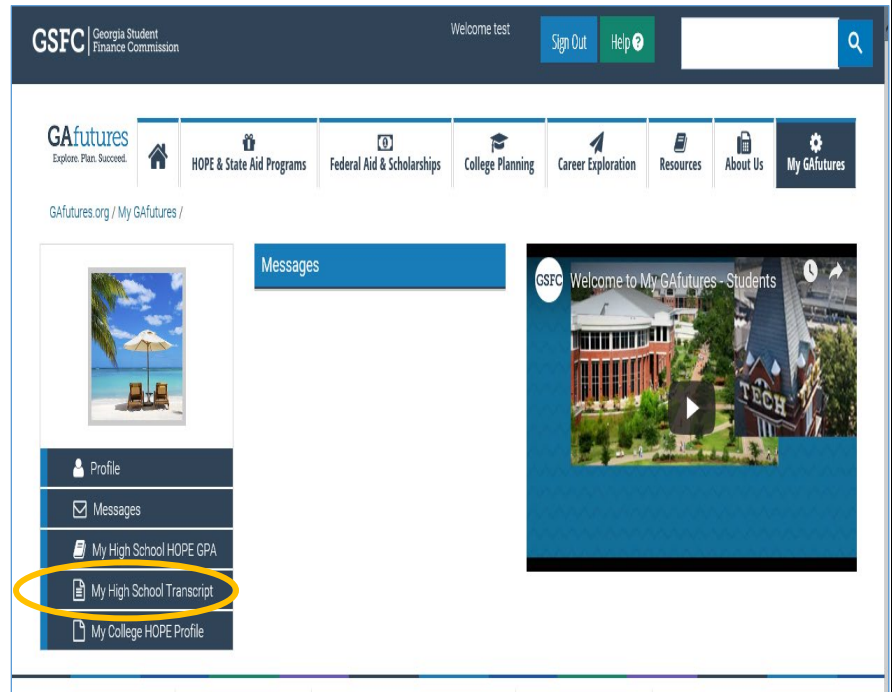 GSFC Georgia Student
Finance Commission
Welcome test
Sign Out
Help ?
GAfutures
Explore. Plan. Succeed.
HOPE & State Aid Programs
Federal Aid & Scholarships
College Planning
Career Exploration
Resources
About Us
My GAfutures
GAfutures.org / My GAfutures /
Messages
GSFC Welcome to My GAfutures - Students
TECH
Profile
Messages
My High School HOPE GPA
My High School Transcript
My College HOPE Profile